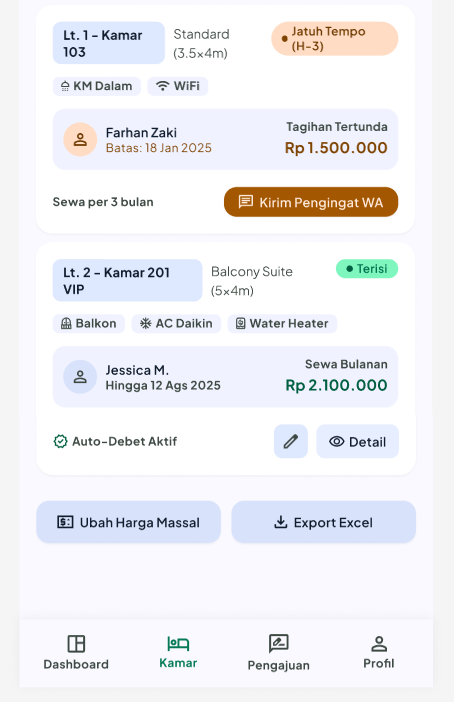 Lt. 1 - Kamar
103
Standard
(3.5×4m)
Jatuh Tempo
(H-3)
KM Dalam
WiFi
Farhan Zaki
Batas: 18 Jan 2025
Tagihan Tertunda
Rp 1.500.000
Sewa per 3 bulan
Kirim Pengingat WA
Lt. 2 - Kamar 201
VIP
Balcony Suite
(5×4m)
Terisi
Balkon
AC Daikin
Water Heater
Jessica M.
Hingga 12 Ags 2025
Sewa Bulanan
Rp 2.100.000
Auto-Debet Aktif
Detail
Ubah Harga Massal
Export Excel
Dashboard
Kamar
Pengajuan
Profil